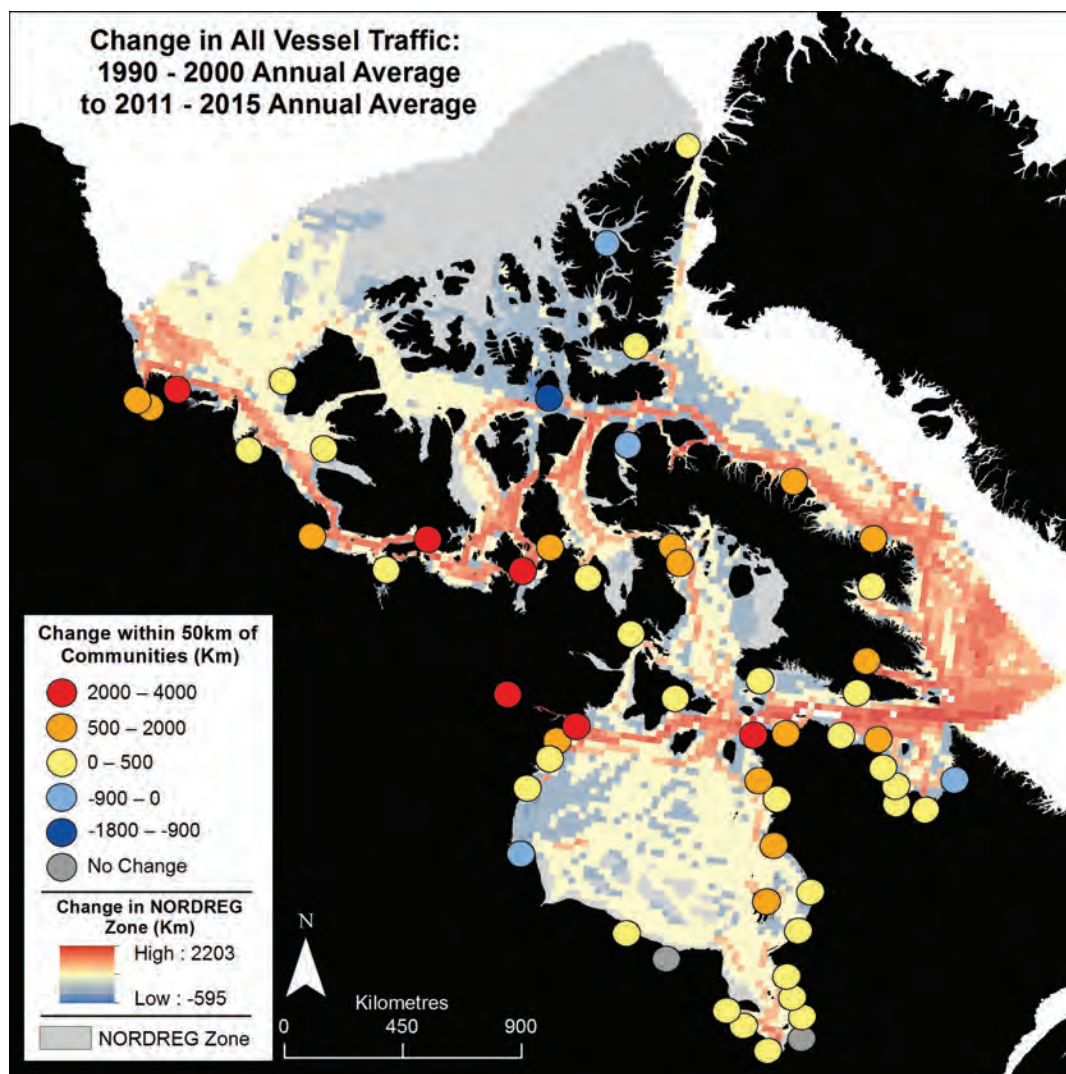 Change in All Vessel Traffic:
1990 - 2000 Annual Average
to 2011 - 2015 Annual Average
Change within 50km of
Communities (Km)
2000 – 4000
500 – 2000
0 – 500
-900 – 0
-1800 – -900
No Change
Change in NORDREG
Zone (Km)
High : 2203
Low : -595
NORDREG Zone
N
Kilometres
0 450 900